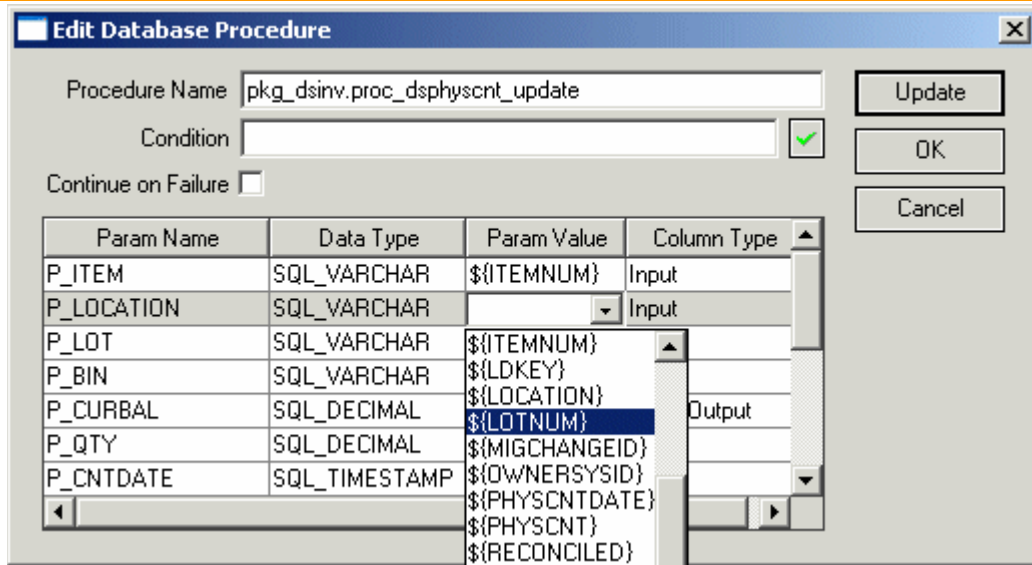 Edit Database Procedure
Procedure Name pkg_dsinv.proc_dsphyscnt_update
Update
Condition
OK
Continue on Failure
Cancel
Param Name Data Type Param Value Column Type
P_ITEM SQL_VARCHAR ${ITEMNUM} Input
P_LOCATION SQL_VARCHAR Input
P_LOT SQL_VARCHAR ${ITEMNUM}
P_BIN SQL_VARCHAR ${LDKEY}
${LOCATION}
P_CURBAL SQL_DECIMAL ${LOTNUM} Output
P_QTY SQL_DECIMAL ${MIGCHANGEID}
P_CNTDATE SQL_TIMESTAMP ${OWNERSYSID}
${PHYSCNTDATE}
${PHYSCNT}
${RECONCILED}